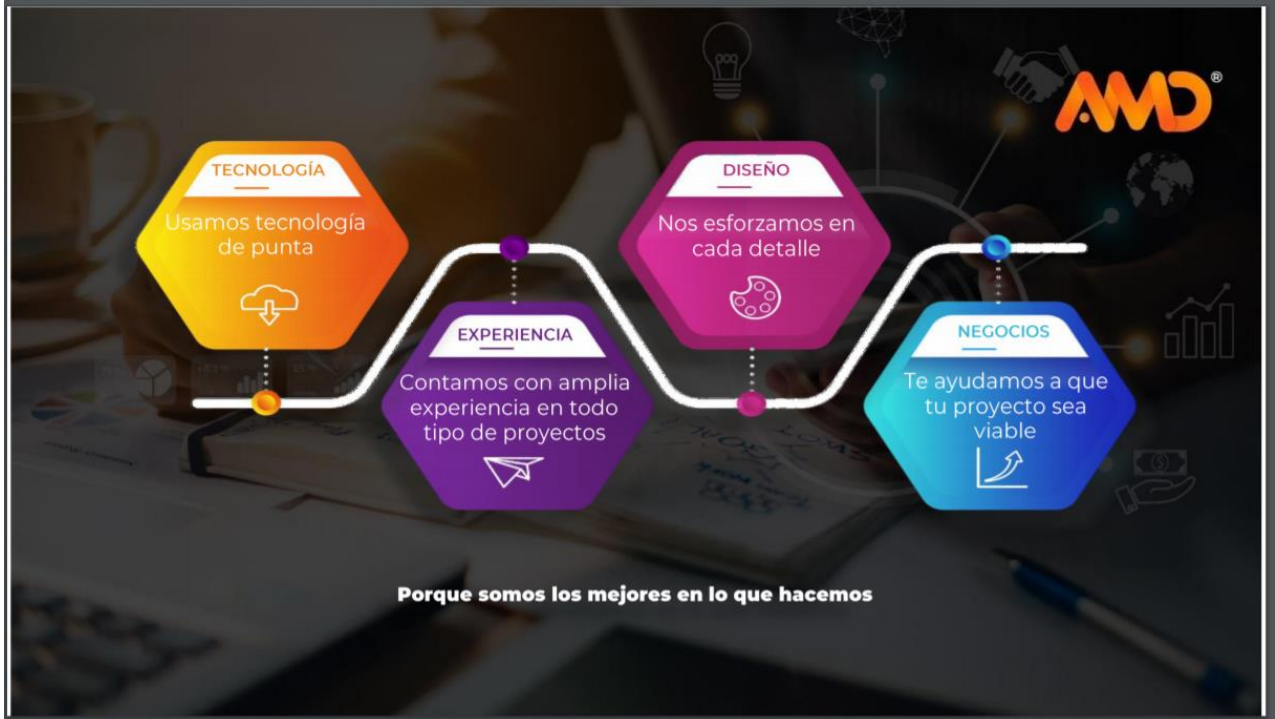 AMD®
TECNOLOGÍA
Usamos tecnología
de punta
EXPERIENCIA
Contamos con amplia
experiencia en todo
tipo de proyectos
DISEÑO
Nos esforzamos en
cada detalle
NEGOCIOS
Te ayudamos a que
tu proyecto sea
viable
Porque somos los mejores en lo que hacemos